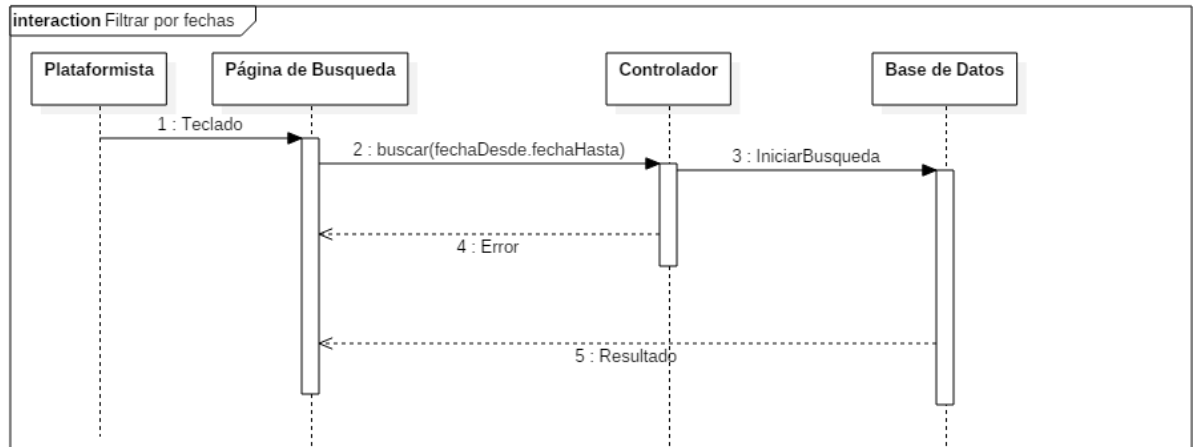 interaction Filtrar por fechas
Plataformista
Página de Busqueda
Controlador
Base de Datos
1 : Teclado
2 : buscar(fechaDesde.fechaHasta)
3 : IniciarBusqueda
4 : Error
5 : Resultado